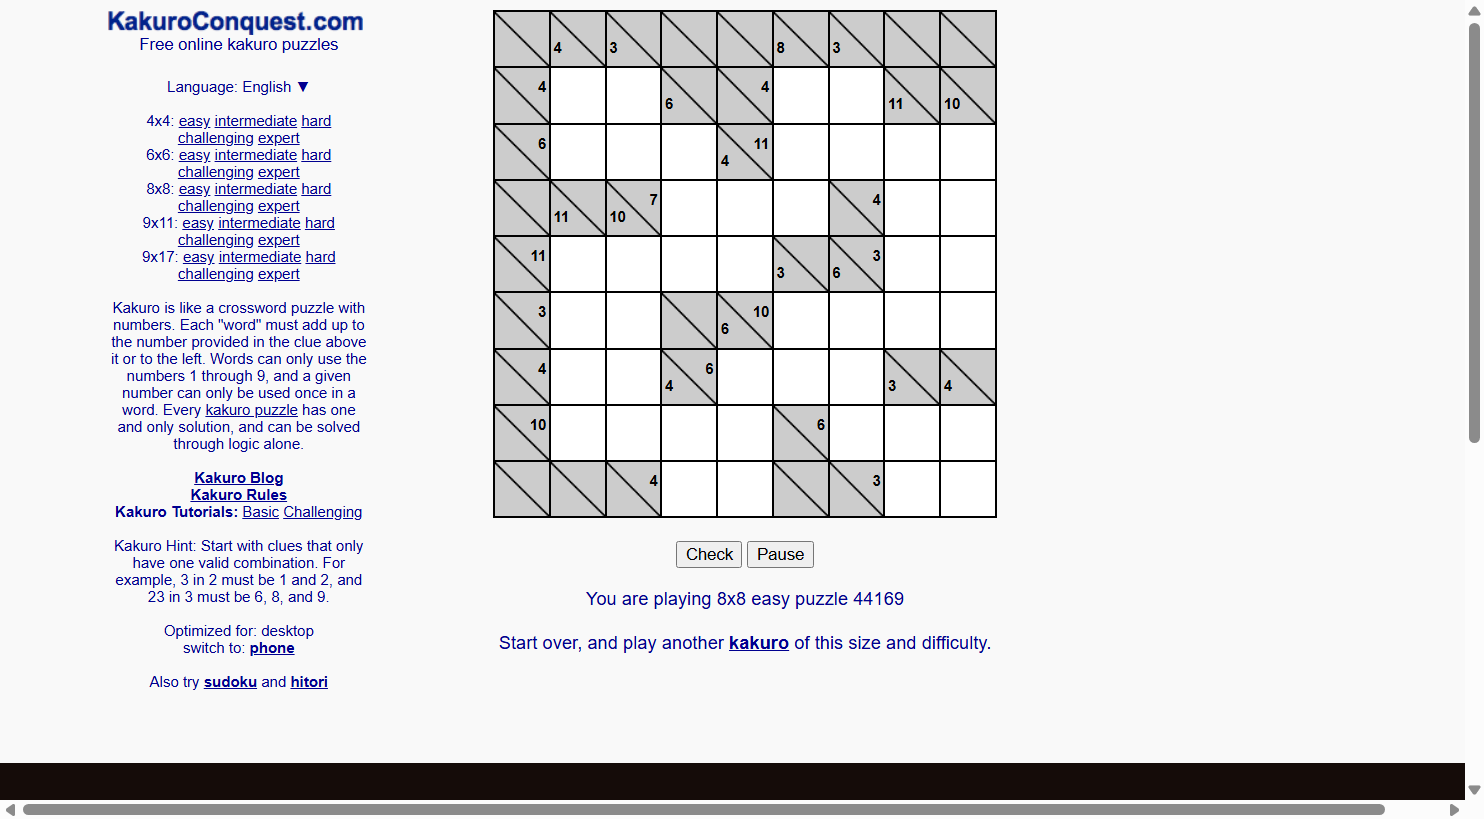 KakuroConquest.com
Free online kakuro puzzles
Language: English ▼
4x4: easy intermediate hard
challenging expert
6x6: easy intermediate hard
challenging expert
8x8: easy intermediate hard
challenging expert
9x11: easy intermediate hard
challenging expert
9x17: easy intermediate hard
challenging expert
Kakuro is like a crossword puzzle with
numbers. Each "word" must add up to
the number provided in the clue above
it or to the left. Words can only use the
numbers 1 through 9, and a given
number can only be used once in a
word. Every kakuro puzzle has one
and only solution, and can be solved
through logic alone.
Kakuro Blog
Kakuro Rules
Kakuro Tutorials: Basic Challenging
Kakuro Hint: Start with clues that only
have one valid combination. For
example, 3 in 2 must be 1 and 2, and
23 in 3 must be 6, 8, and 9.
Optimized for: desktop
switch to: phone
Also try sudoku and hitori
4 3 8 3
4 4
6 11 10
6 11
4
7 4
11 10
11 3
3 6
3 10
6
4 6
4 3 4
10 6
4 3
Check Pause
You are playing 8x8 easy puzzle 44169
Start over, and play another kakuro of this size and difficulty.